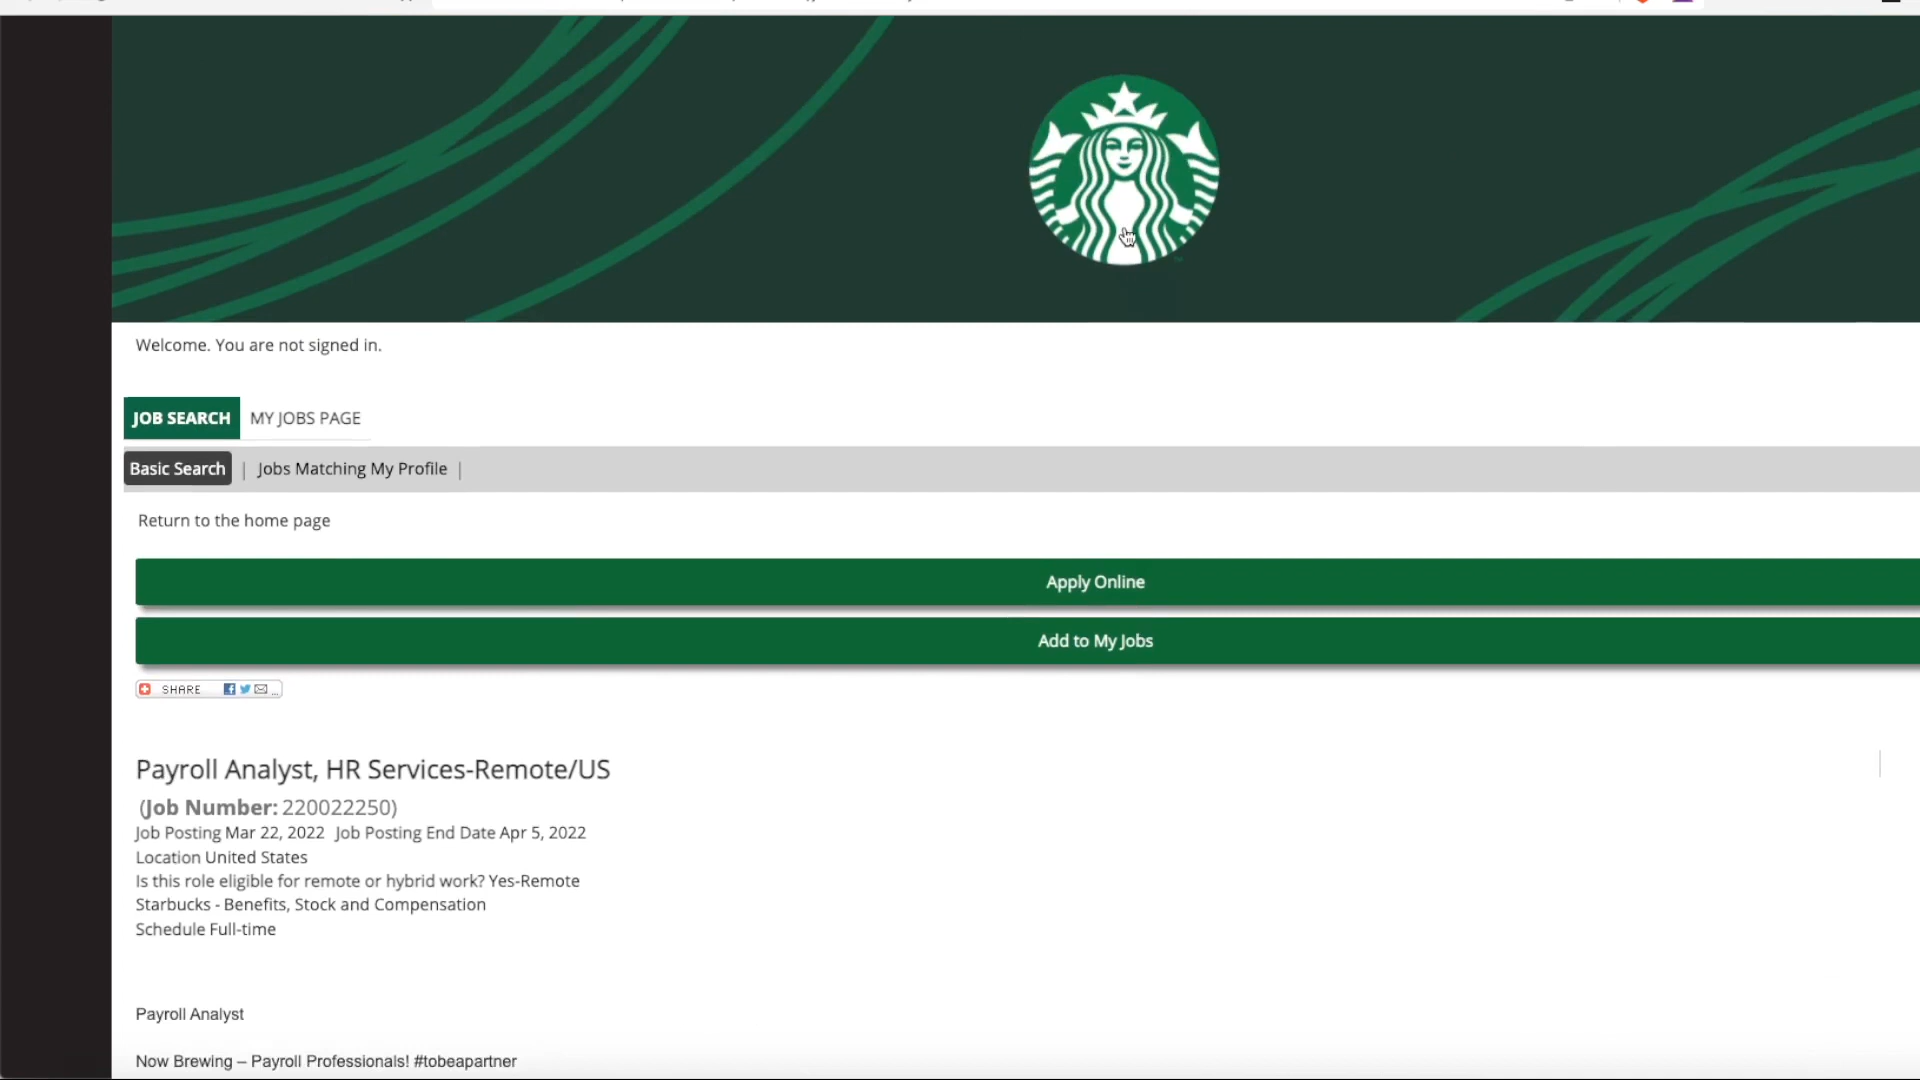 Welcome. You are not signed in.
JOB SEARCH MY JOBS PAGE
Basic Search | Jobs Matching My Profile |
Return to the home page
Apply Online
Add to My Jobs
SHARE
Payroll Analyst, HR Services-Remote/US
(Job Number: 220022250)
Job Posting Mar 22, 2022 Job Posting End Date Apr 5, 2022
Location United States
Is this role eligible for remote or hybrid work? Yes-Remote
Starbucks - Benefits, Stock and Compensation
Schedule Full-time
Payroll Analyst
Now Brewing – Payroll Professionals! #tobeapartner